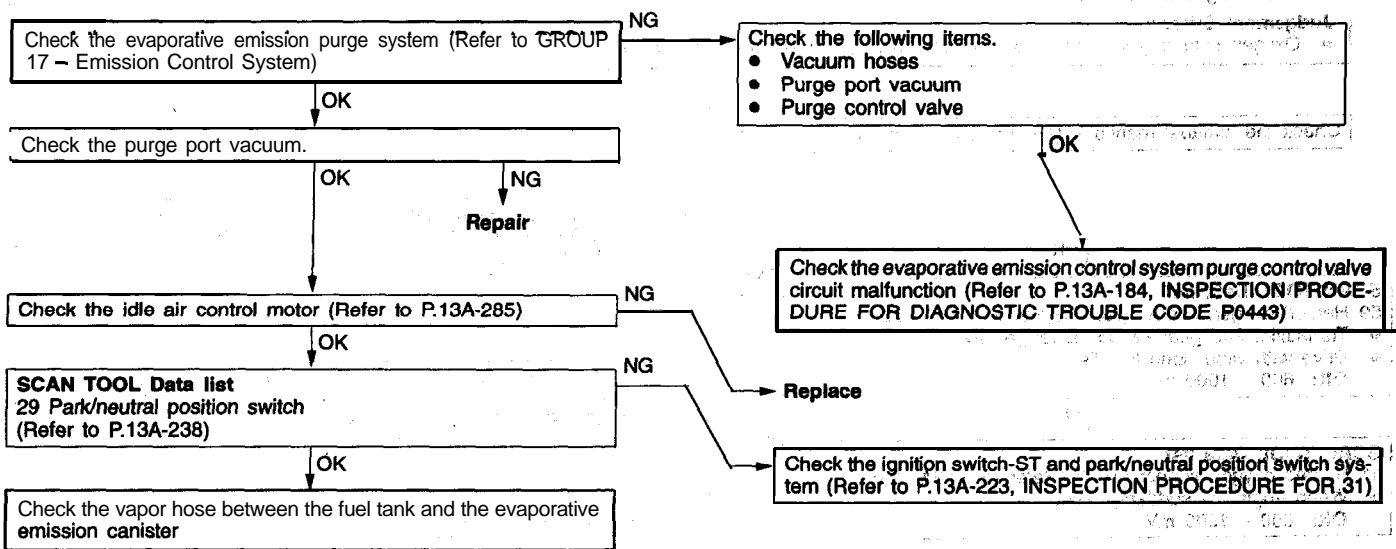 Check the evaporative emission purge system (Refer to GROUP
17 – Emission Control System)
NG
Check the following items.
● Vacuum hoses
● Purge port vacuum
● Purge control valve
OK
OK
Check the purge port vacuum.
OK
NG
Repair
Check the evaporative emission control system purge control valve
circuit malfunction (Refer to P.13A-184, INSPECTION PROCE-
DURE FOR DIAGNOSTIC TROUBLE CODE P0443)
Check the idle air control motor (Refer to P.13A-285)
NG
OK
Replace
SCAN TOOL Data list
29 Park/neutral position switch
(Refer to P.13A-238)
NG
OK
Check the ignition switch-ST and park/neutral position switch sys-
tem (Refer to P.13A-223, INSPECTION PROCEDURE FOR 31)
Check the vapor hose between the fuel tank and the evaporative
emission canister